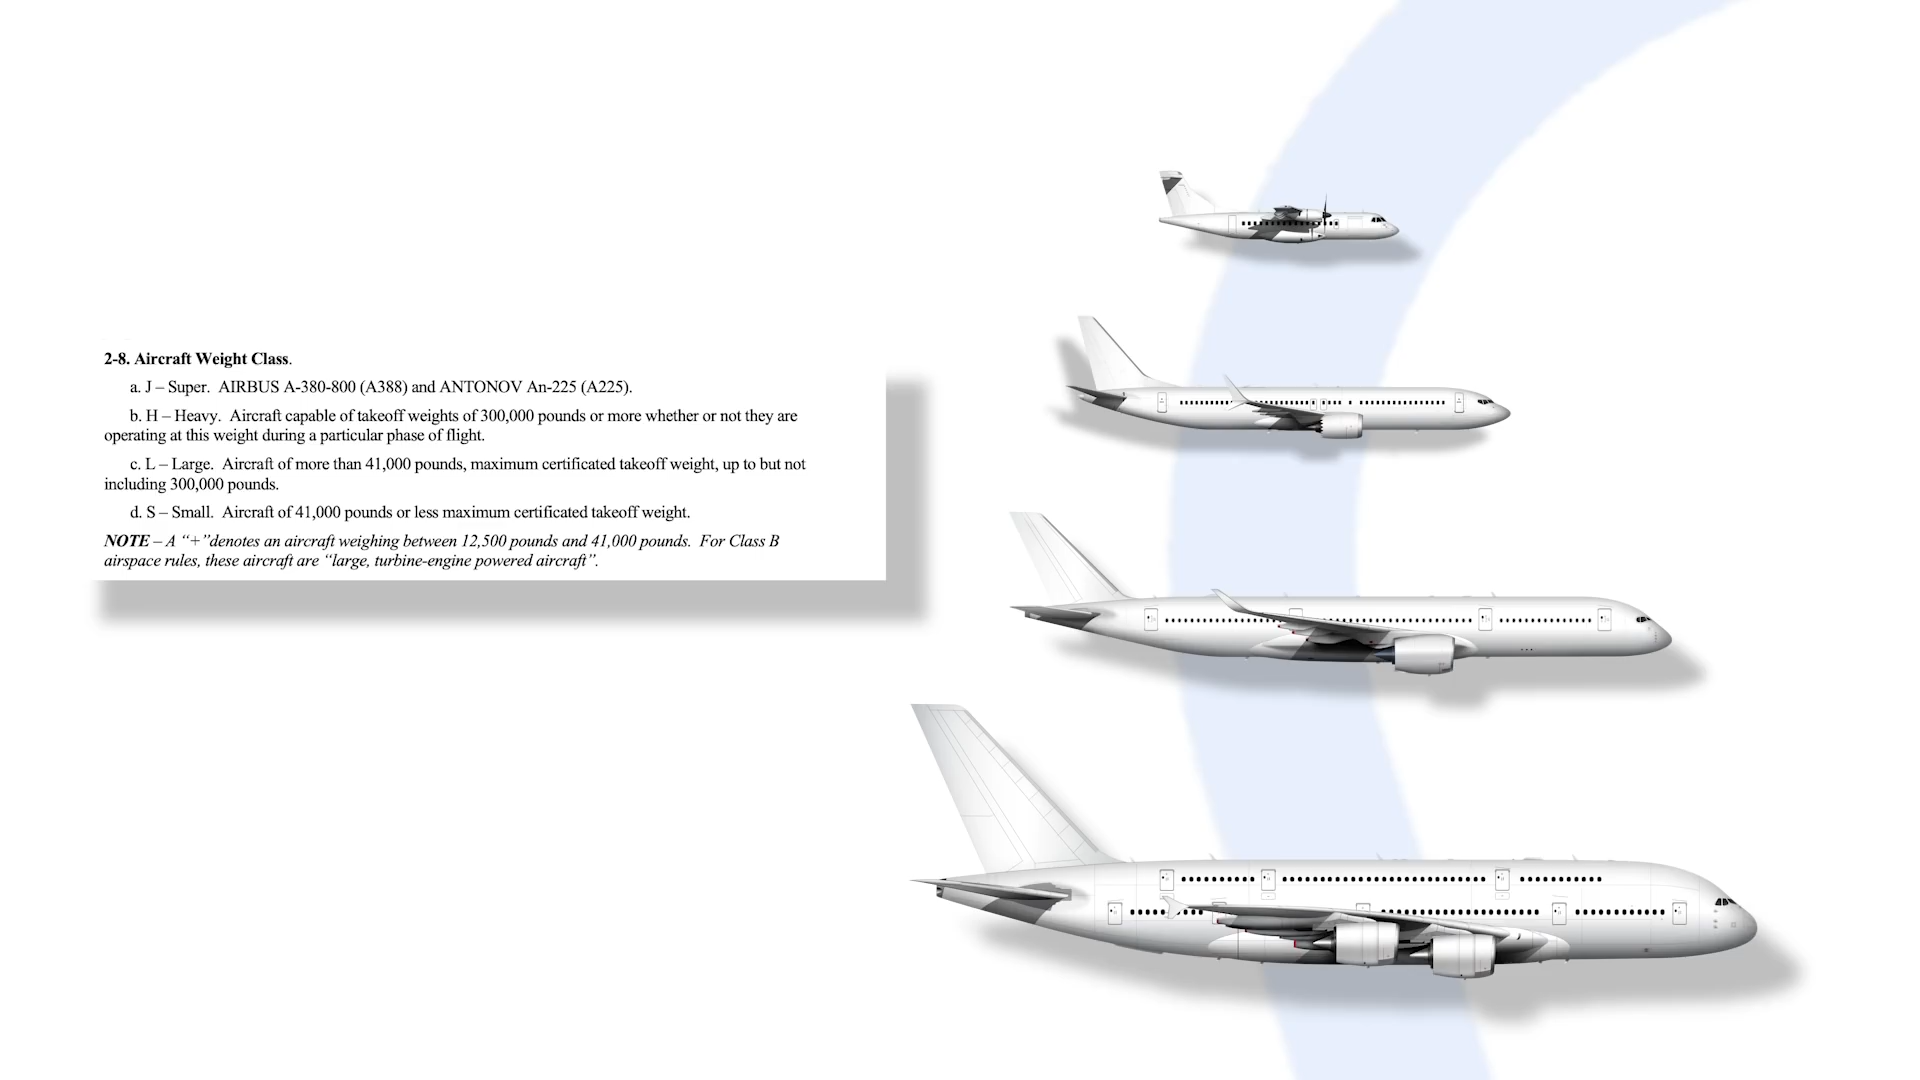 2-8. Aircraft Weight Class.
a. J – Super. AIRBUS A-380-800 (A388) and ANTONOV An-225 (A225).
b. H – Heavy. Aircraft capable of takeoff weights of 300,000 pounds or more whether or not they are
operating at this weight during a particular phase of flight.
c. L – Large. Aircraft of more than 41,000 pounds, maximum certificated takeoff weight, up to but not
including 300,000 pounds.
d. S – Small. Aircraft of 41,000 pounds or less maximum certificated takeoff weight.
NOTE – A “+”denotes an aircraft weighing between 12,500 pounds and 41,000 pounds. For Class B
airspace rules, these aircraft are “large, turbine-engine powered aircraft”.